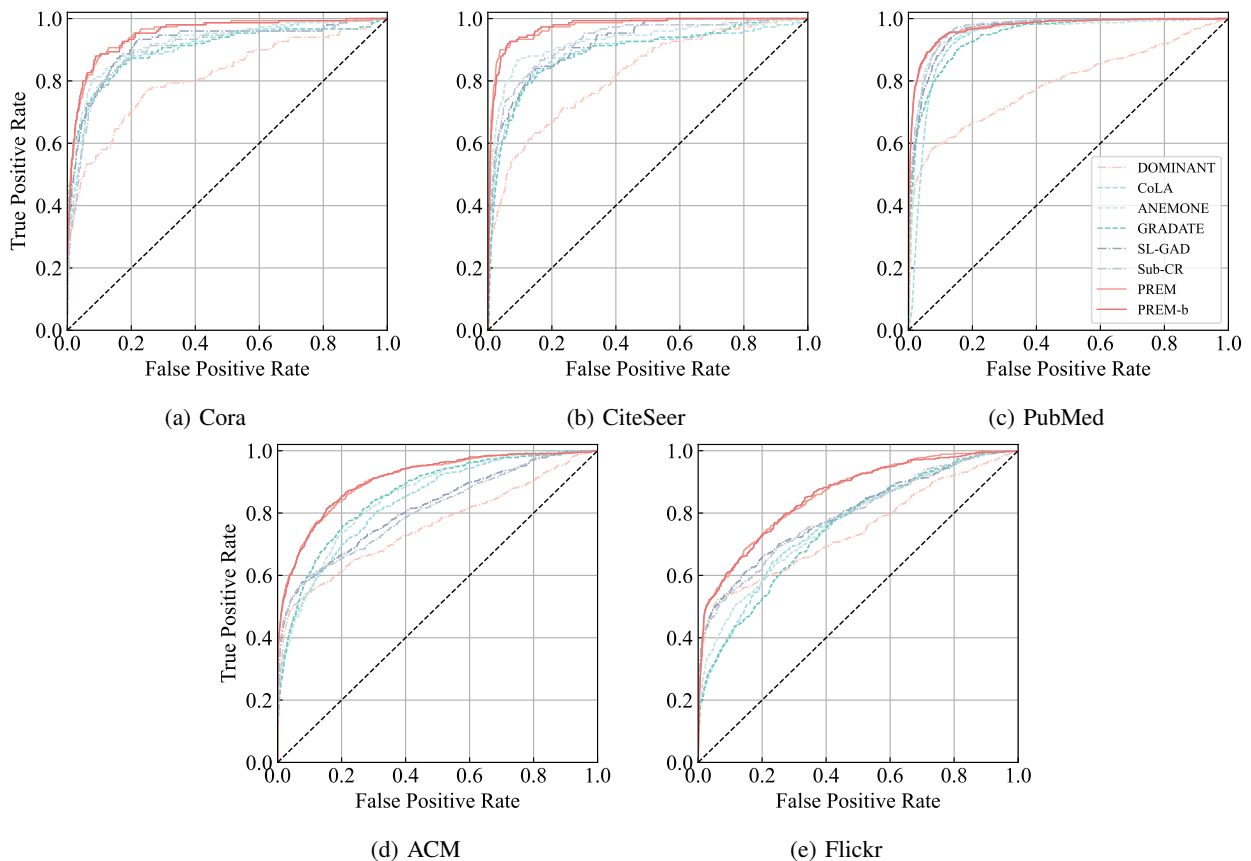 1.0
0.8
0.6
0.4
0.2
0.0
True Positive Rate
0.0 0.2 0.4 0.6 0.8 1.0
False Positive Rate
(a) Cora
1.0
0.8
0.6
0.4
0.2
0.0
0.0 0.2 0.4 0.6 0.8 1.0
False Positive Rate
(b) CiteSeer
1.0
0.8
0.6
0.4
0.2
0.0
DOMINANT
CoLA
ANEMONE
GRADATE
SL-GAD
Sub-CR
PREM
PREM-b
0.0 0.2 0.4 0.6 0.8 1.0
False Positive Rate
(c) PubMed
1.0
0.8
0.6
0.4
0.2
0.0
True Positive Rate
0.0 0.2 0.4 0.6 0.8 1.0
False Positive Rate
(d) ACM
1.0
0.8
0.6
0.4
0.2
0.0
0.0 0.2 0.4 0.6 0.8 1.0
False Positive Rate
(e) Flickr